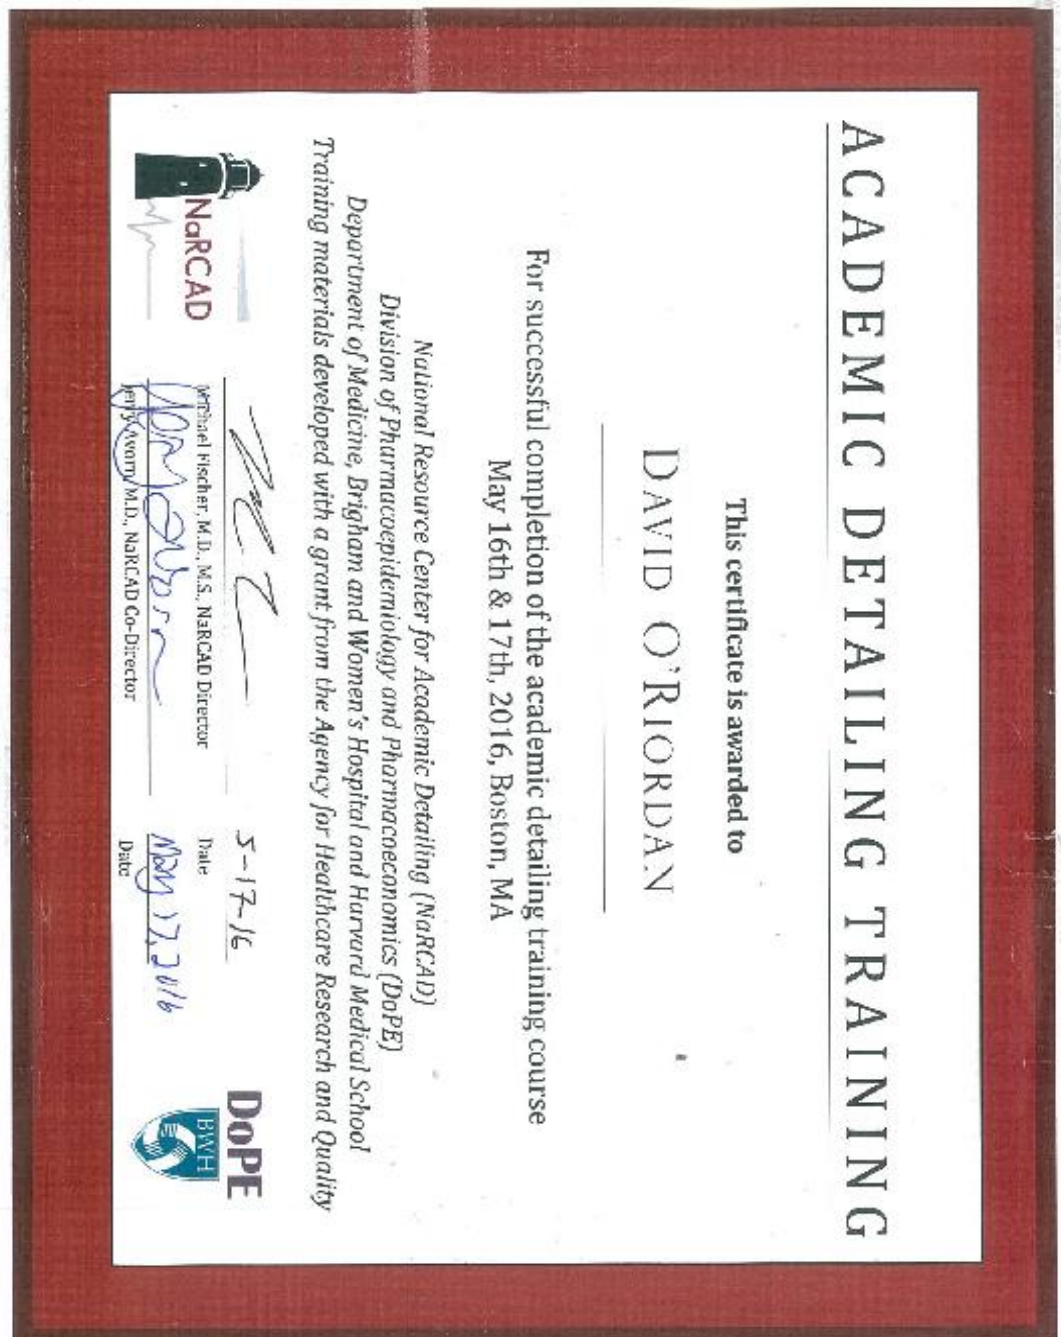 ACADEMIC DETAILING TRAINING
This certificate is awarded to
DAVID O'RIORDAN
For successful completion of the academic detailing training course
May 16th & 17th, 2016, Boston, MA
National Resource Center for Academic Detailing (NaRCAD)
Division of Pharmacoepidemiology and Pharmacoeconomics (DoPE)
Department of Medicine, Brigham and Women's Hospital and Harvard Medical School
Training materials developed with a grant from the Agency for Healthcare Research and Quality
NaRCAD
5-17-16
Michael Fischer, M.D., M.S., NaRCAD Director
Date
May 17, 2016
Jerry Avorn, M.D., NaRCAD Co-Director
Date
DoPE
BWH